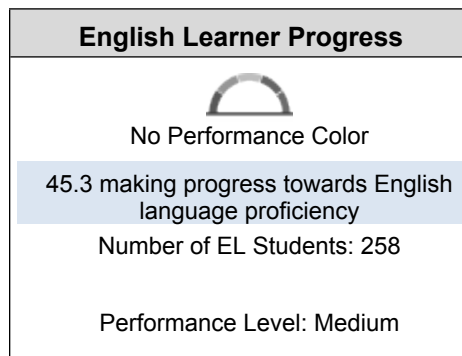 English Learner Progress
No Performance Color
45.3 making progress towards English
language proficiency
Number of EL Students: 258
Performance Level: Medium